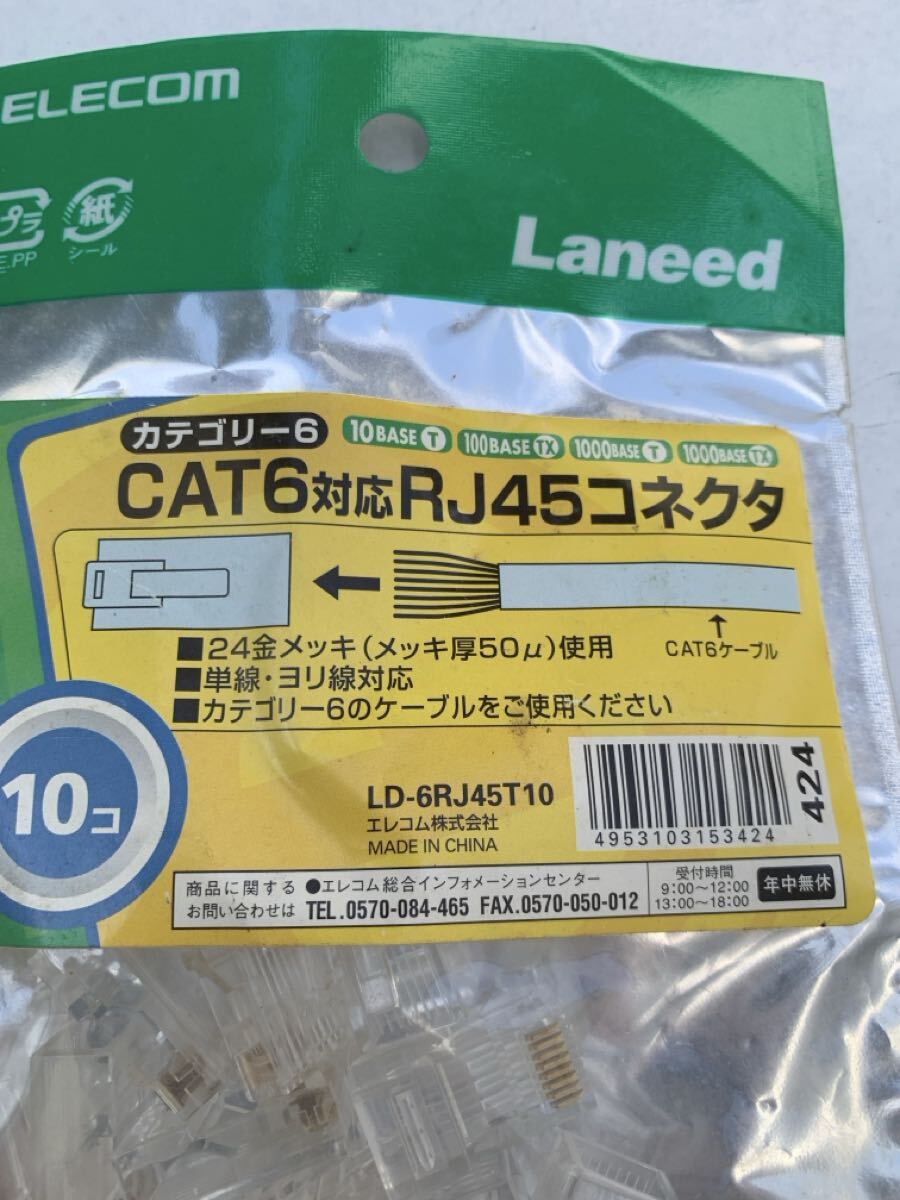 ELECOM
プラ
紙
E.PP
シール
Laneed
カテゴリー6
10BASE T
100BASE TX
1000BASE T
1000BASE TX
CAT6対応RJ45コネクタ
CAT6ケーブル
■24金メッキ(メッキ厚50μ)使用
■単線・ヨリ線対応
■カテゴリー6のケーブルをご使用ください
10コ
LD-6RJ45T10
エレコム株式会社
MADE IN CHINA
4953103153424
424
商品に関する
お問い合わせは
●エレコム総合インフォメーションセンター
TEL.0570-084-465 FAX.0570-050-012
受付時間
9:00〜12:00
13:00〜18:00
年中無休